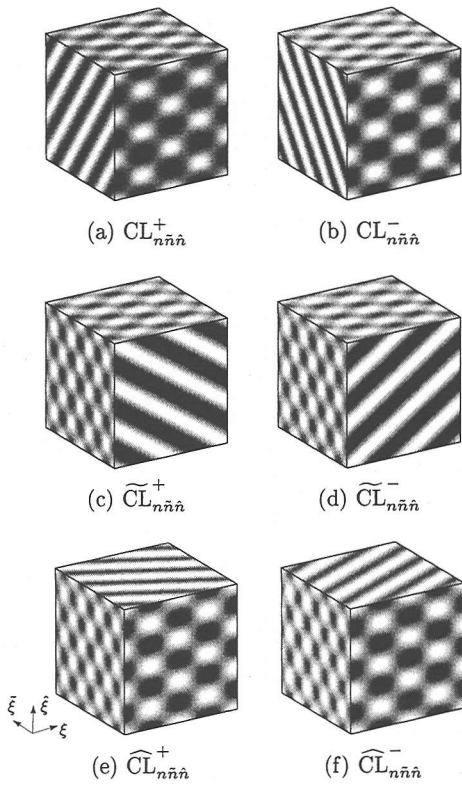 (a) CL⁺ₙñn̂ (b) CL⁻ₙñn̂
(c) C͠L⁺ₙñn̂ (d) C͠L⁻ₙñn̂
ξ̄ ξ̂ ξ
(e) ĈL⁺ₙñn̂ (f) ĈL⁻ₙñn̂